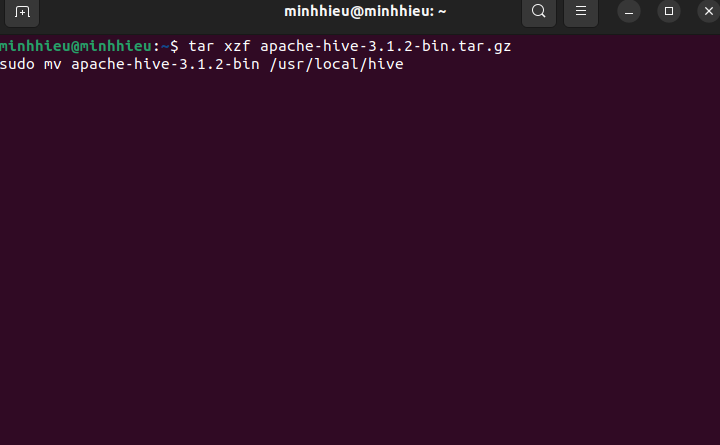 minhhieu@minhhieu: ~
minhhieu@minhhieu:~$ tar xzf apache-hive-3.1.2-bin.tar.gz
sudo mv apache-hive-3.1.2-bin /usr/local/hive